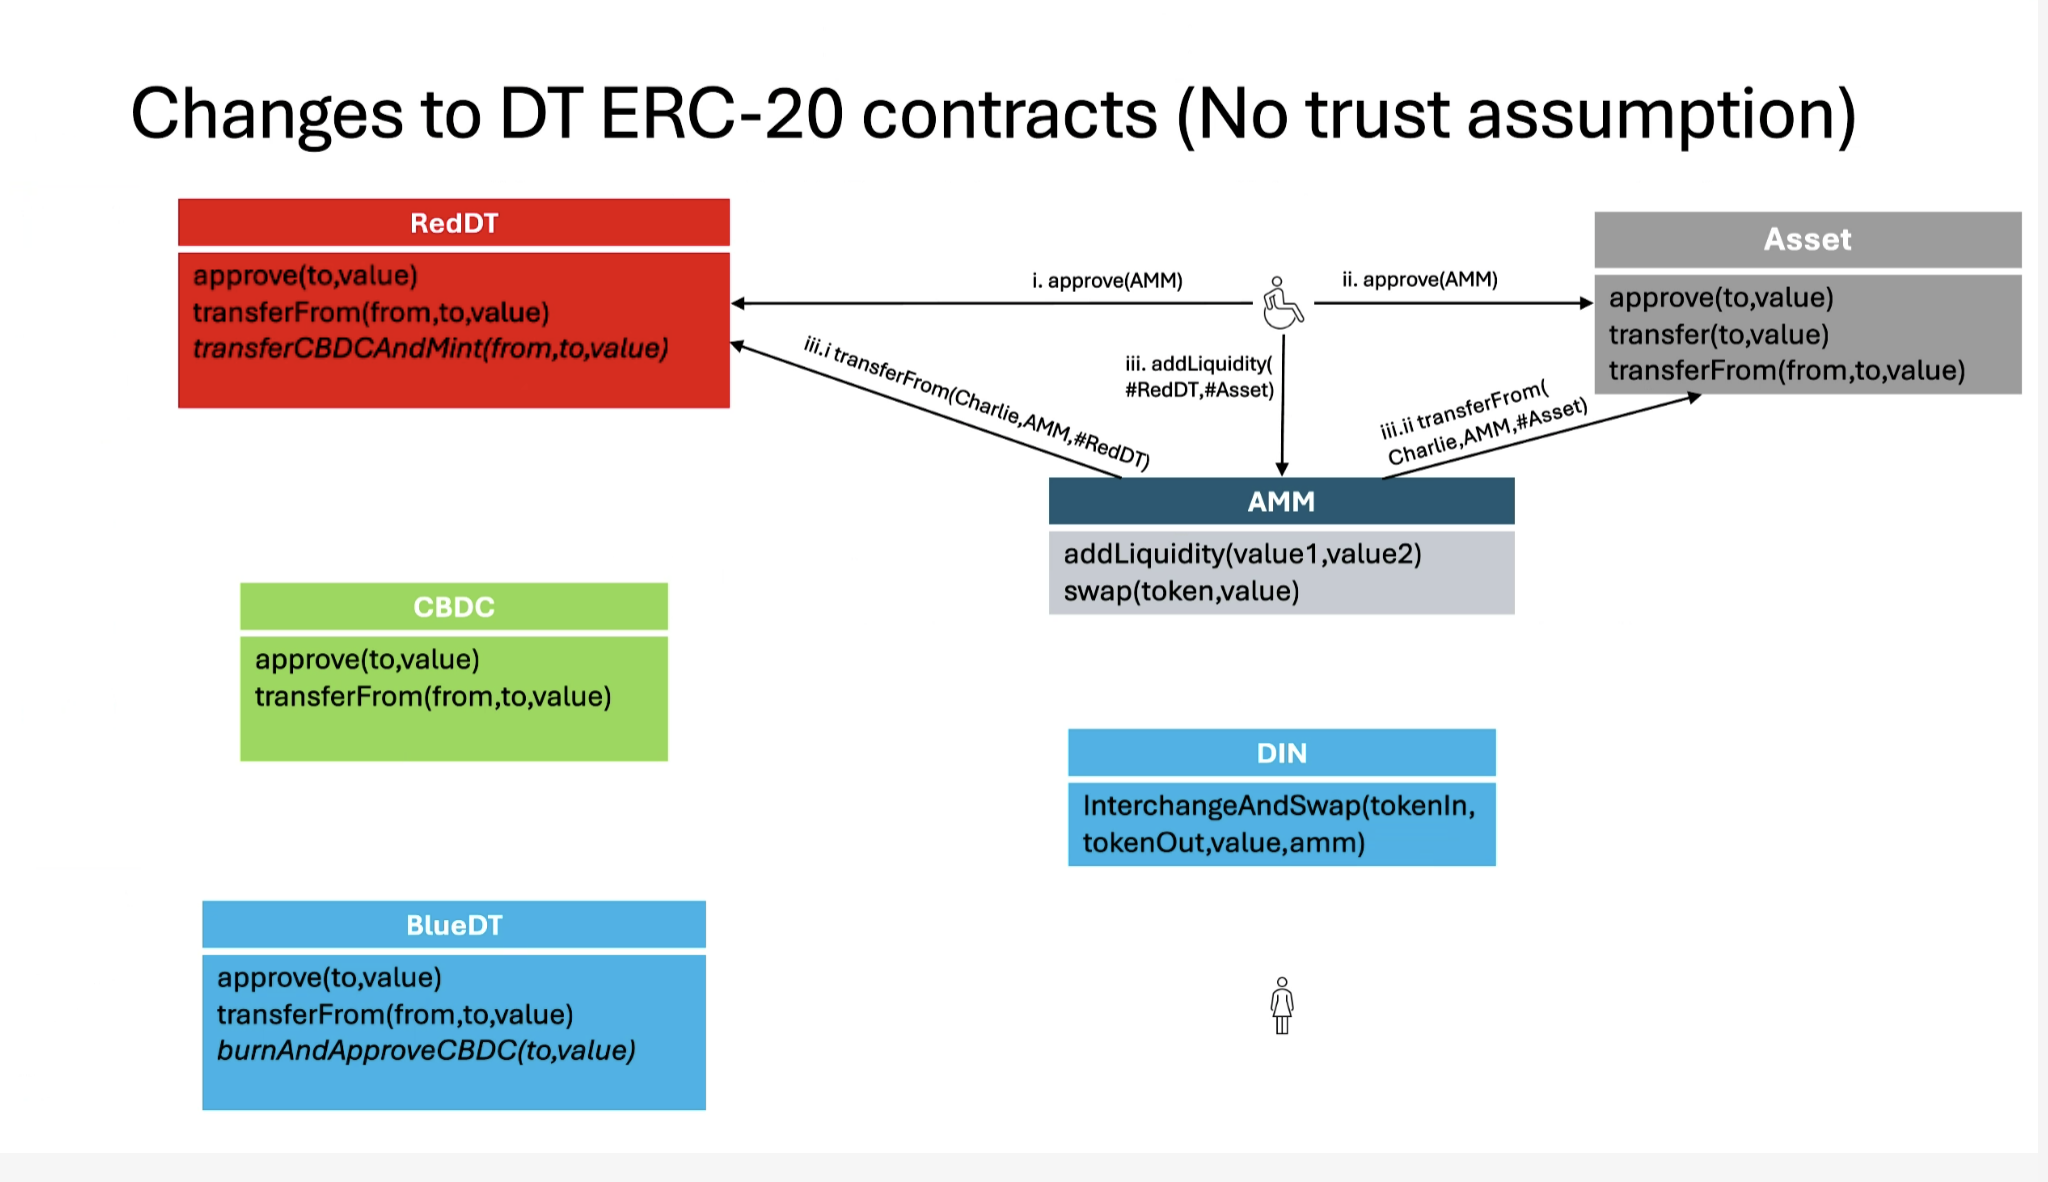 Changes to DT ERC-20 contracts (No trust assumption)
RedDT
approve(to,value)
transferFrom(from,to,value)
transferCBDCAndMint(from,to,value)
i. approve(AMM)
ii. approve(AMM)
Asset
approve(to,value)
transfer(to,value)
transferFrom(from,to,value)
iii.i transferFrom(Charlie,AMM,#RedDT)
iii. addLiquidity(
#RedDT,#Asset)
iii.ii transferFrom(
Charlie,AMM,#Asset)
AMM
addLiquidity(value1,value2)
swap(token,value)
CBDC
approve(to,value)
transferFrom(from,to,value)
DIN
InterchangeAndSwap(tokenIn,
tokenOut,value,amm)
BlueDT
approve(to,value)
transferFrom(from,to,value)
burnAndApproveCBDC(to,value)